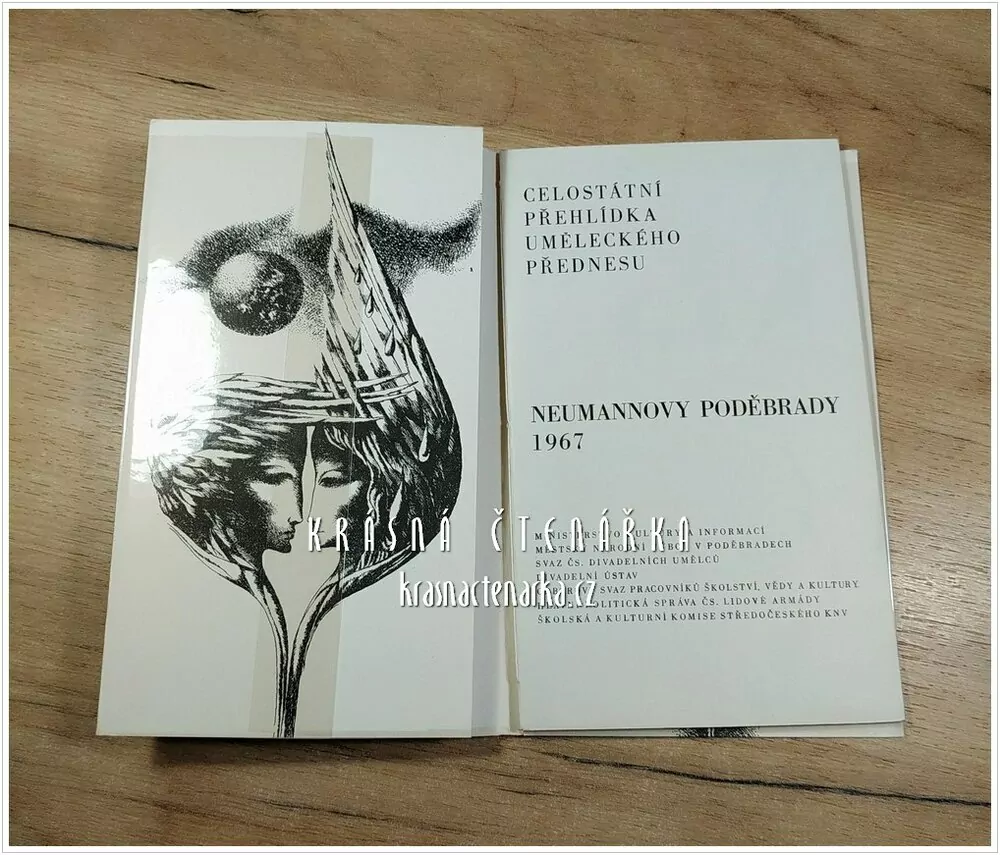 CELOSTÁTNÍ
PŘEHLÍDKA
UMĚLECKÉHO
PŘEDNESU
NEUMANNOVY PODĚBRADY
1967
A INFORMACÍ
NÁRODNÍ V PODĚBRADECH
SVAZ ČS. DIVADELNÍCH UMĚLCŮ
DIVADELNÍ ÚSTAV
SVAZ PRACOVNÍKŮ ŠKOLSTVÍ, VĚDY A KULTURY
POLITICKÁ SPRÁVA ČS. LIDOVÉ ARMÁDY
ŠKOLSKÁ A KULTURNÍ KOMISE STŘEDOČESKÉHO KNV
KRÁSNÁ ČTENÁŘKA
krasnactenarka.cz